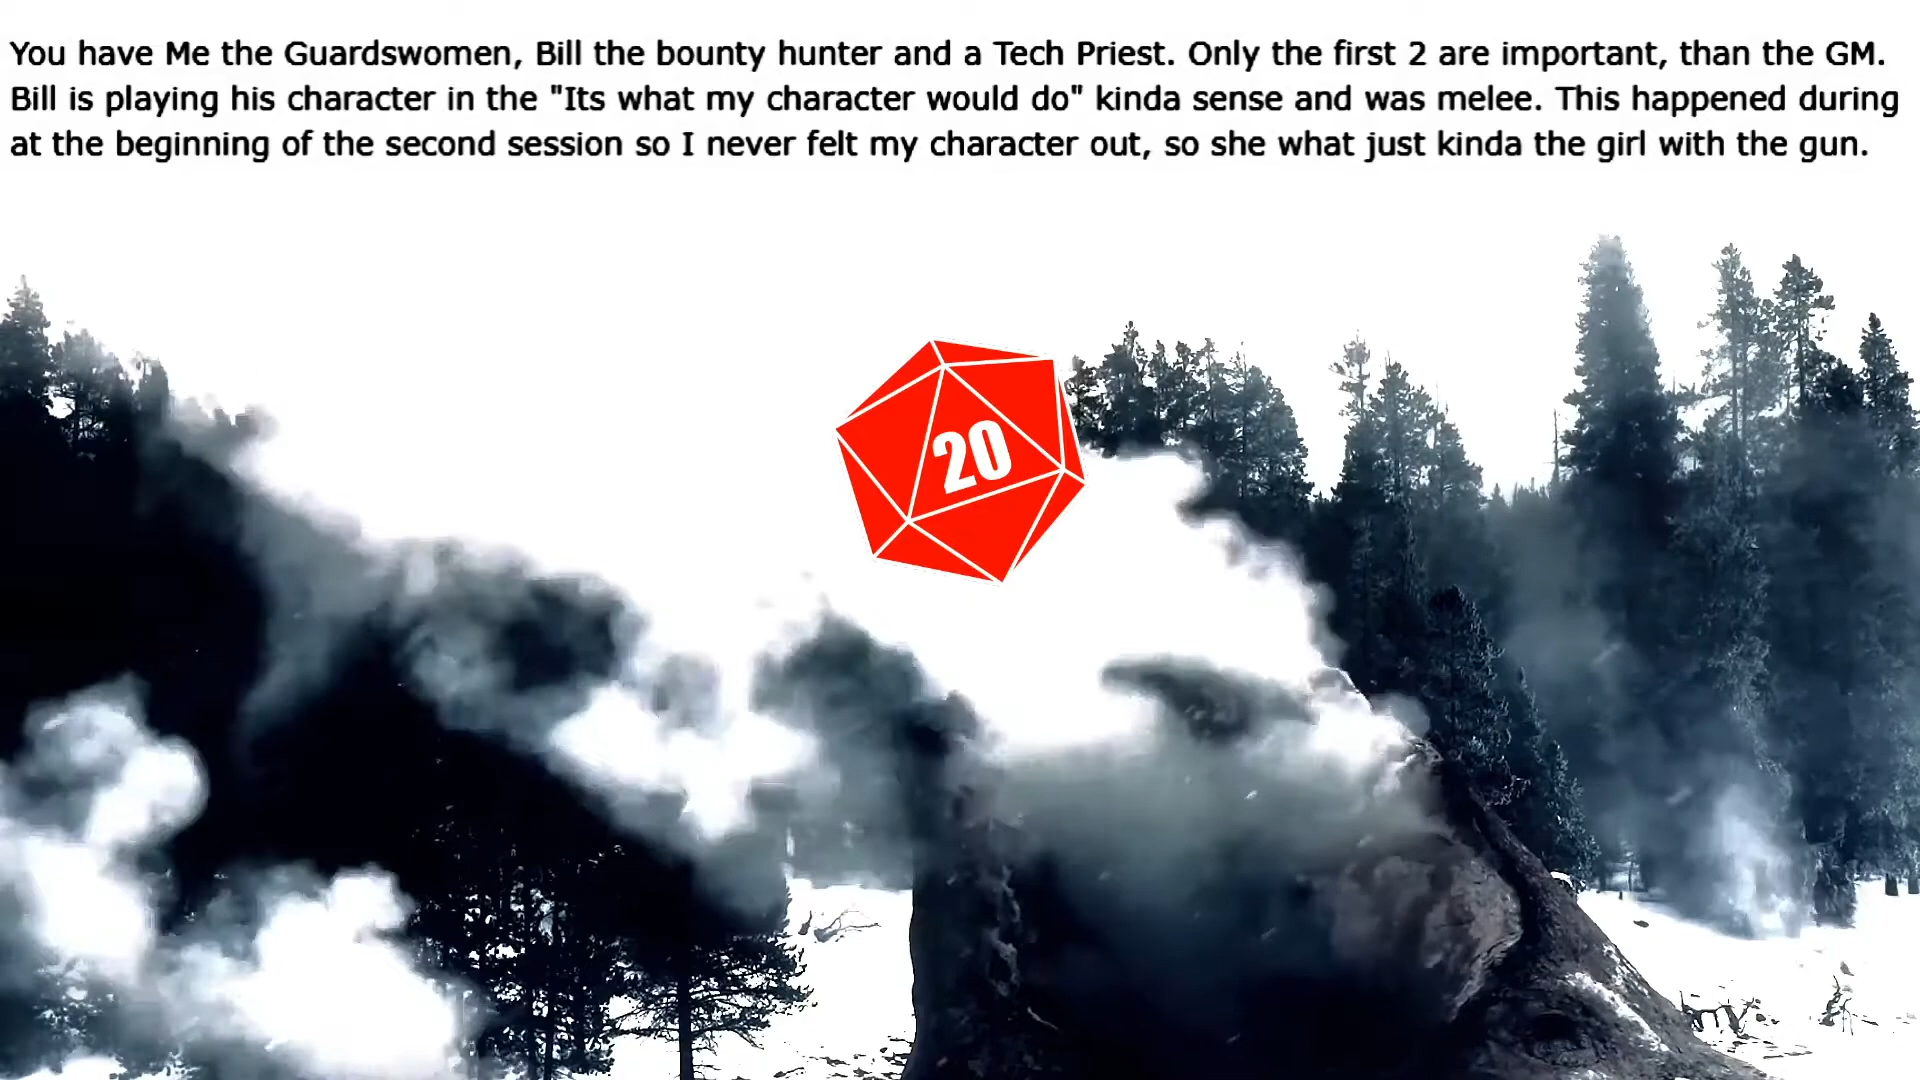 You have Me the Guardswomen, Bill the bounty hunter and a Tech Priest. Only the first 2 are important, than the GM.
Bill is playing his character in the "Its what my character would do" kinda sense and was melee. This happened during
at the beginning of the second session so I never felt my character out, so she what just kinda the girl with the gun.
20